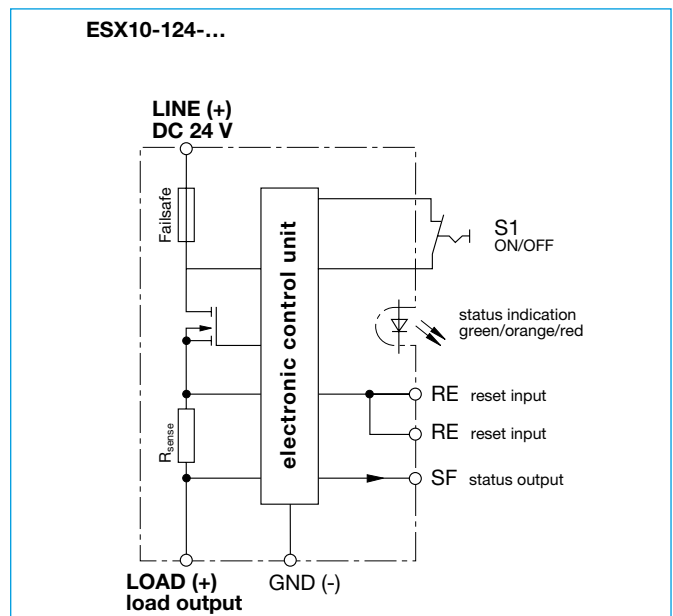 ESX10-124-...
LINE (+)
DC 24 V
Failsafe
electronic control unit
S1
ON/OFF
status indication
green/orange/red
RE reset input
Rsense
RE reset input
SF status output
LOAD (+)
load output
GND (-)